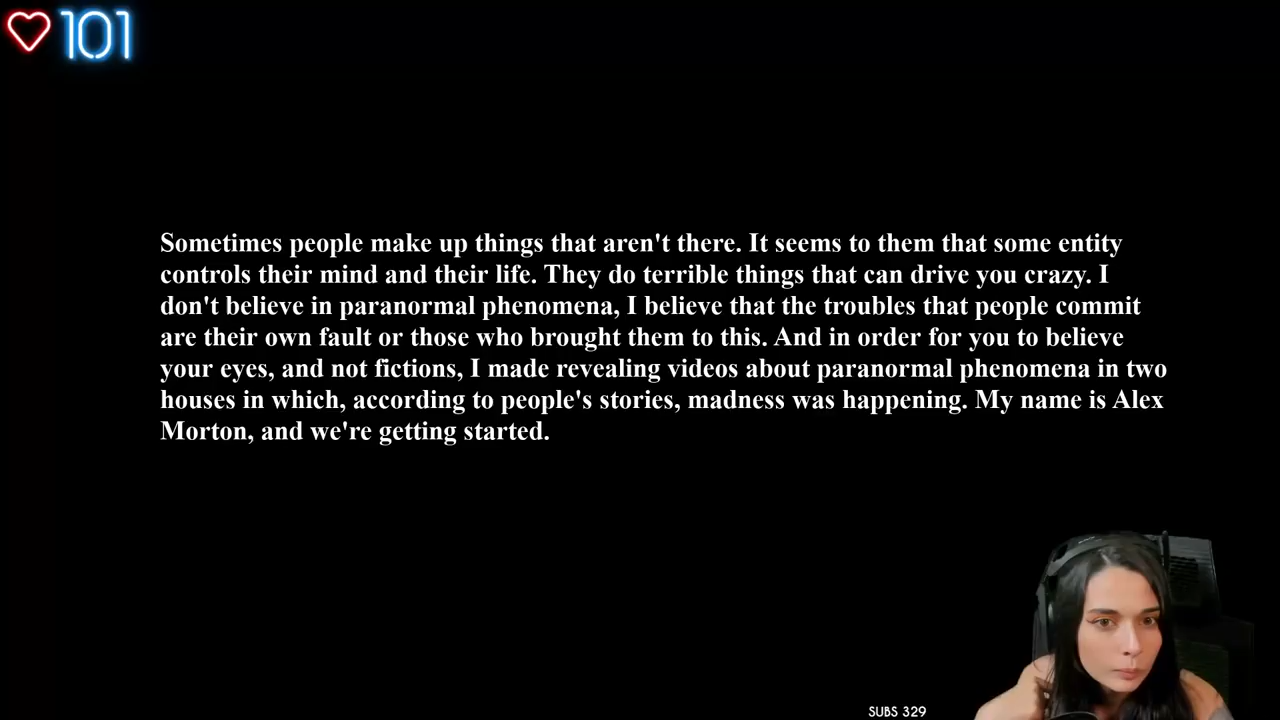 101
Sometimes people make up things that aren't there. It seems to them that some entity
controls their mind and their life. They do terrible things that can drive you crazy. I
don't believe in paranormal phenomena, I believe that the troubles that people commit
are their own fault or those who brought them to this. And in order for you to believe
your eyes, and not fictions, I made revealing videos about paranormal phenomena in two
houses in which, according to people's stories, madness was happening. My name is Alex
Morton, and we're getting started.
SUBS 329